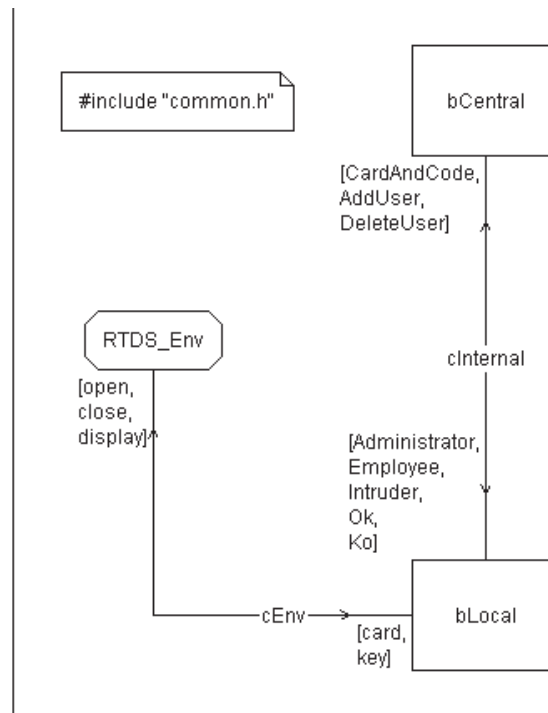 #include "common.h"
bCentral
[CardAndCode,
AddUser,
DeleteUser]
RTDS_Env
[open,
close,
display]
cInternal
[Administrator,
Employee,
Intruder,
Ok,
Ko]
cEnv
[card,
key]
bLocal